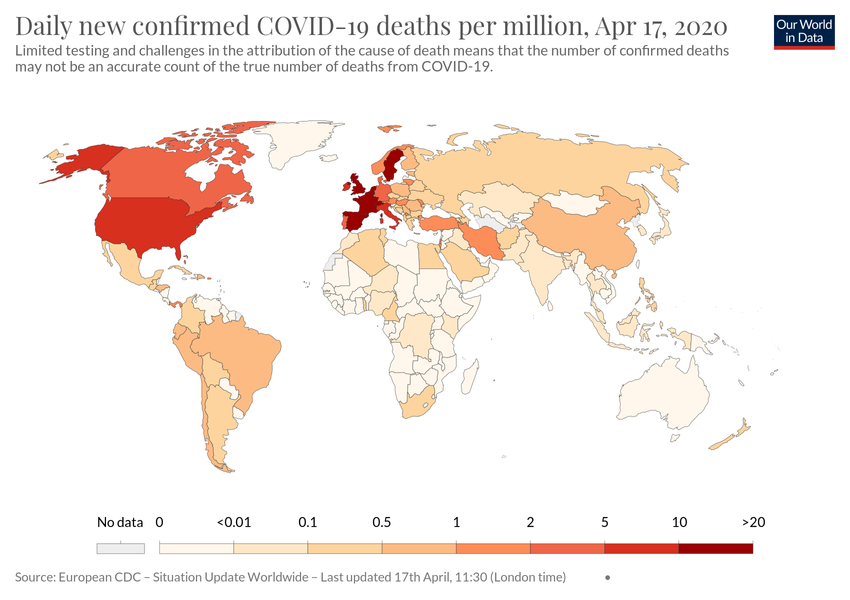 Daily new confirmed COVID-19 deaths per million, Apr 17, 2020
Our World
in Data
Limited testing and challenges in the attribution of the cause of death means that the number of confirmed deaths
may not be an accurate count of the true number of deaths from COVID-19.
No data 0 <0.01 0.1 0.5 1 2 5 10 >20
Source: European CDC – Situation Update Worldwide – Last updated 17th April, 11:30 (London time) •